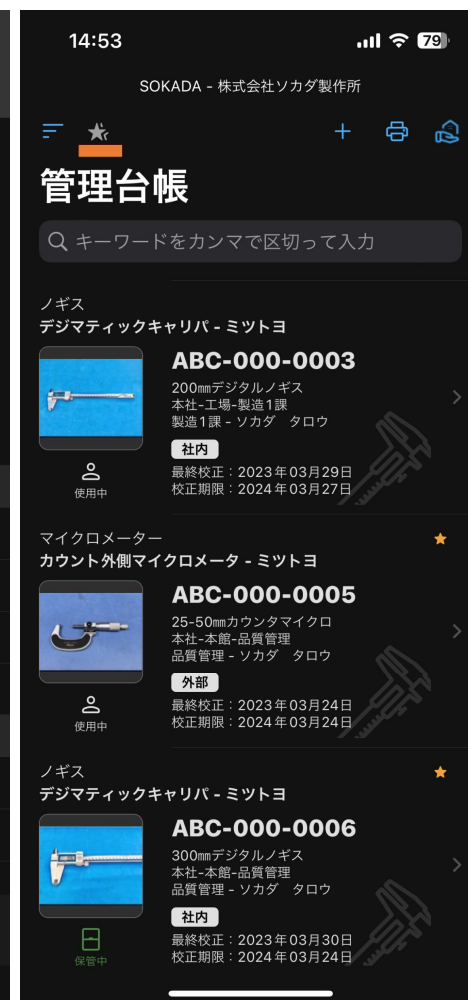 14:53
79
SOKADA - 株式会社ソカダ製作所
管理台帳
キーワードをカンマで区切って入力
ノギス
デジマティックキャリパ - ミツトヨ
ABC-000-0003
200㎜デジタルノギス
本社-工場-製造1課
製造1課 - ソカダ　タロウ
社内
最終校正：2023年03月29日
校正期限：2024年03月27日
使用中
マイクロメーター
カウント外側マイクロメータ - ミツトヨ
ABC-000-0005
25-50㎜カウンタマイクロ
本社-本館-品質管理
品質管理 - ソカダ　タロウ
外部
最終校正：2023年03月24日
校正期限：2024年03月24日
使用中
ノギス
デジマティックキャリパ - ミツトヨ
ABC-000-0006
300㎜デジタルノギス
本社-本館-品質管理
品質管理 - ソカダ　タロウ
社内
最終校正：2023年03月30日
校正期限：2024年03月24日
保管中